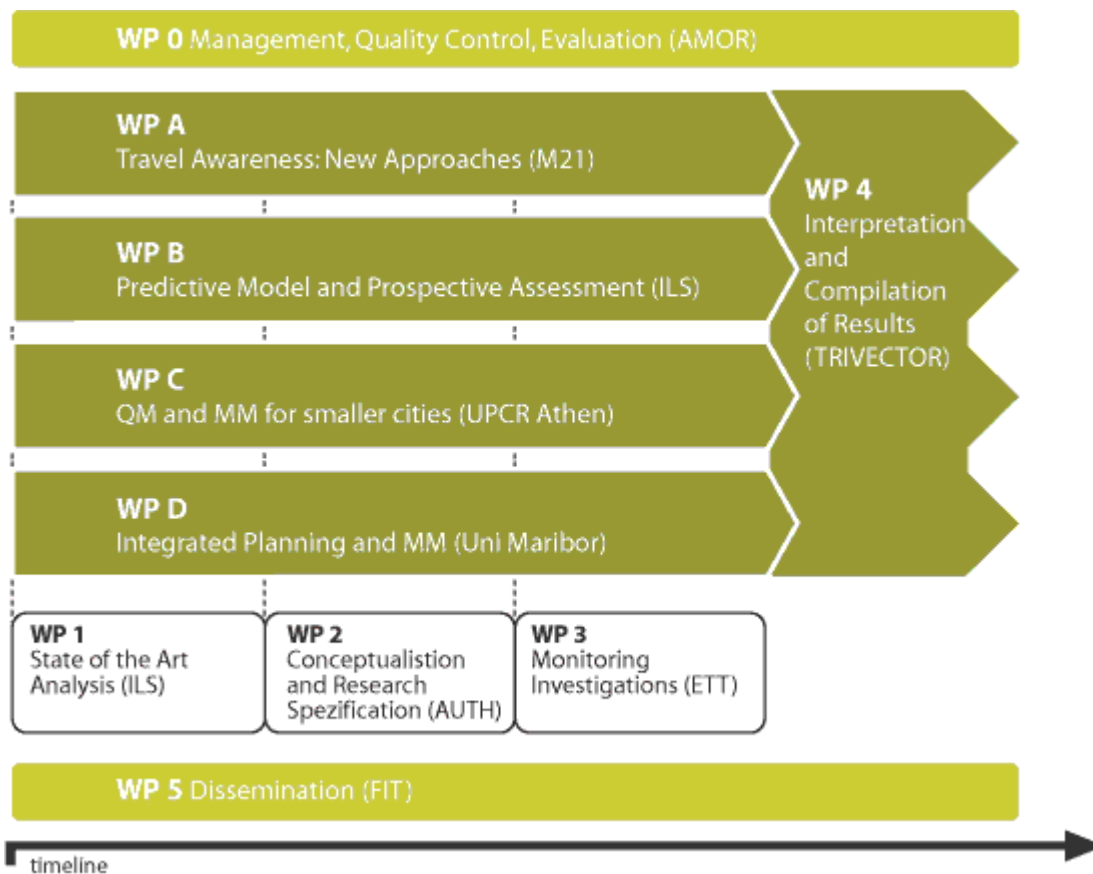 WP 0 Management, Quality Control, Evaluation (AMOR)
WP A
Travel Awareness: New Approaches (M21)
WP B
Predictive Model and Prospective Assessment (ILS)
WP C
QM and MM for smaller cities (UPCR Athen)
WP D
Integrated Planning and MM (Uni Maribor)
WP 4
Interpretation
and
Compilation
of Results
(TRIVECTOR)
WP 1
State of the Art
Analysis (ILS)
WP 2
Conceptualistion
and Research
Spezification (AUTH)
WP 3
Monitoring
Investigations (ETT)
WP 5 Dissemination (FIT)
timeline